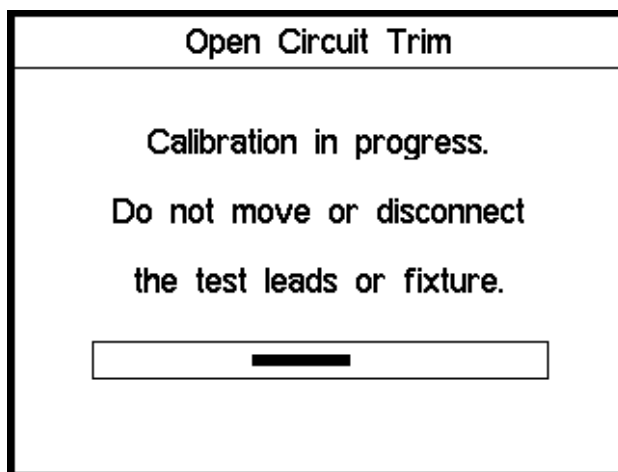 Open Circuit Trim
Calibration in progress.
Do not move or disconnect
the test leads or fixture.